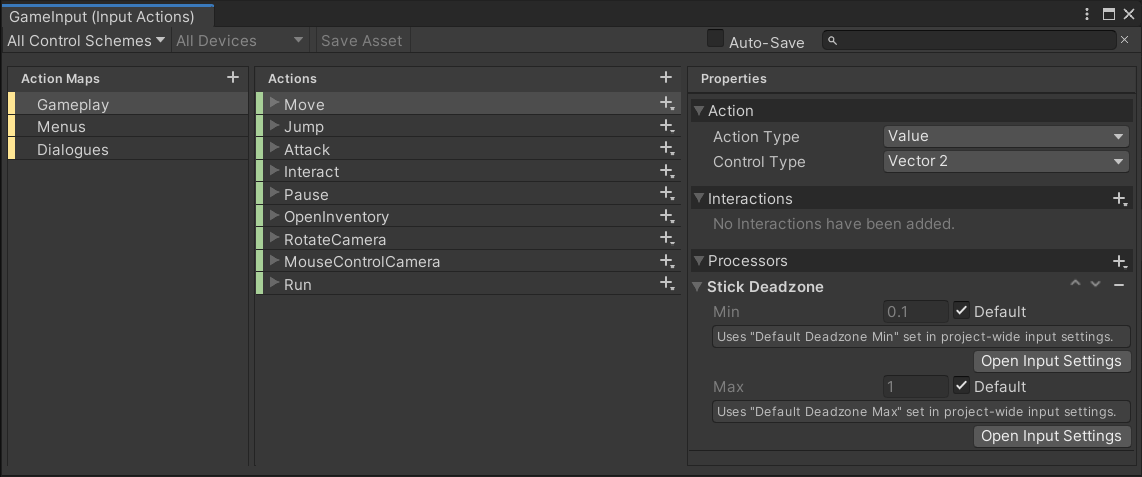 GameInput (Input Actions)
All Control Schemes All Devices Save Asset Auto-Save
Action Maps
Gameplay
Menus
Dialogues
Actions
Move
Jump
Attack
Interact
Pause
OpenInventory
RotateCamera
MouseControlCamera
Run
Properties
Action
Action Type Value
Control Type Vector 2
Interactions
No Interactions have been added.
Processors
Stick Deadzone
Min 0.1 Default
Uses "Default Deadzone Min" set in project-wide input settings.
Open Input Settings
Max 1 Default
Uses "Default Deadzone Max" set in project-wide input settings.
Open Input Settings